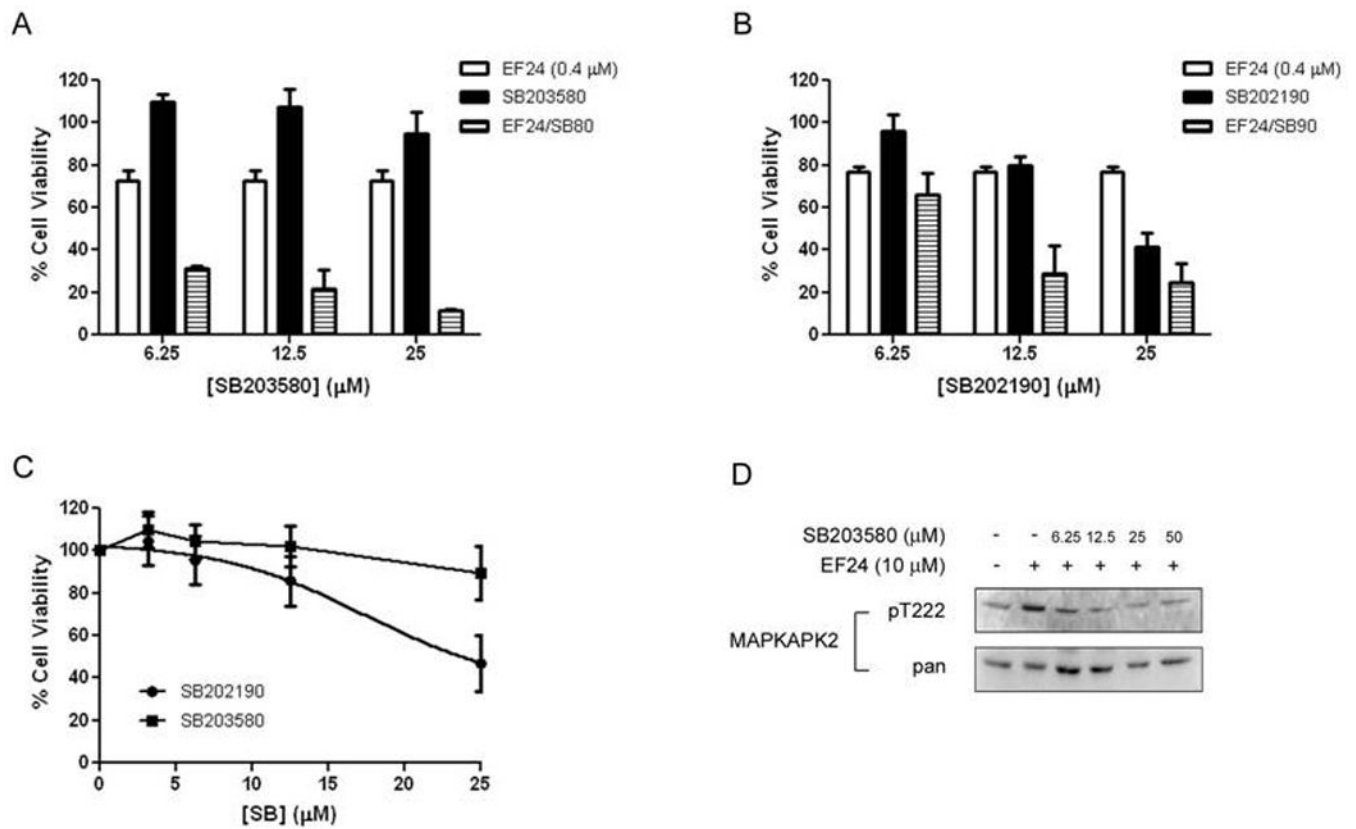 A
EF24 (0.4 µM)
SB203580
EF24/SB80
120
100
80
60
40
20
0
% Cell Viability
6.25 12.5 25
[SB203580] (µM)
B
EF24 (0.4 µM)
SB202190
EF24/SB90
120
100
80
60
40
20
0
% Cell Viability
6.25 12.5 25
[SB202190] (µM)
C
120
100
80
60
40
20
0
% Cell Viability
SB202190
SB203580
0 5 10 15 20 25
[SB] (µM)
D
SB203580 (µM) - - 6.25 12.5 25 50
EF24 (10 µM) - + + + + +
MAPKAPK2
pT222
pan